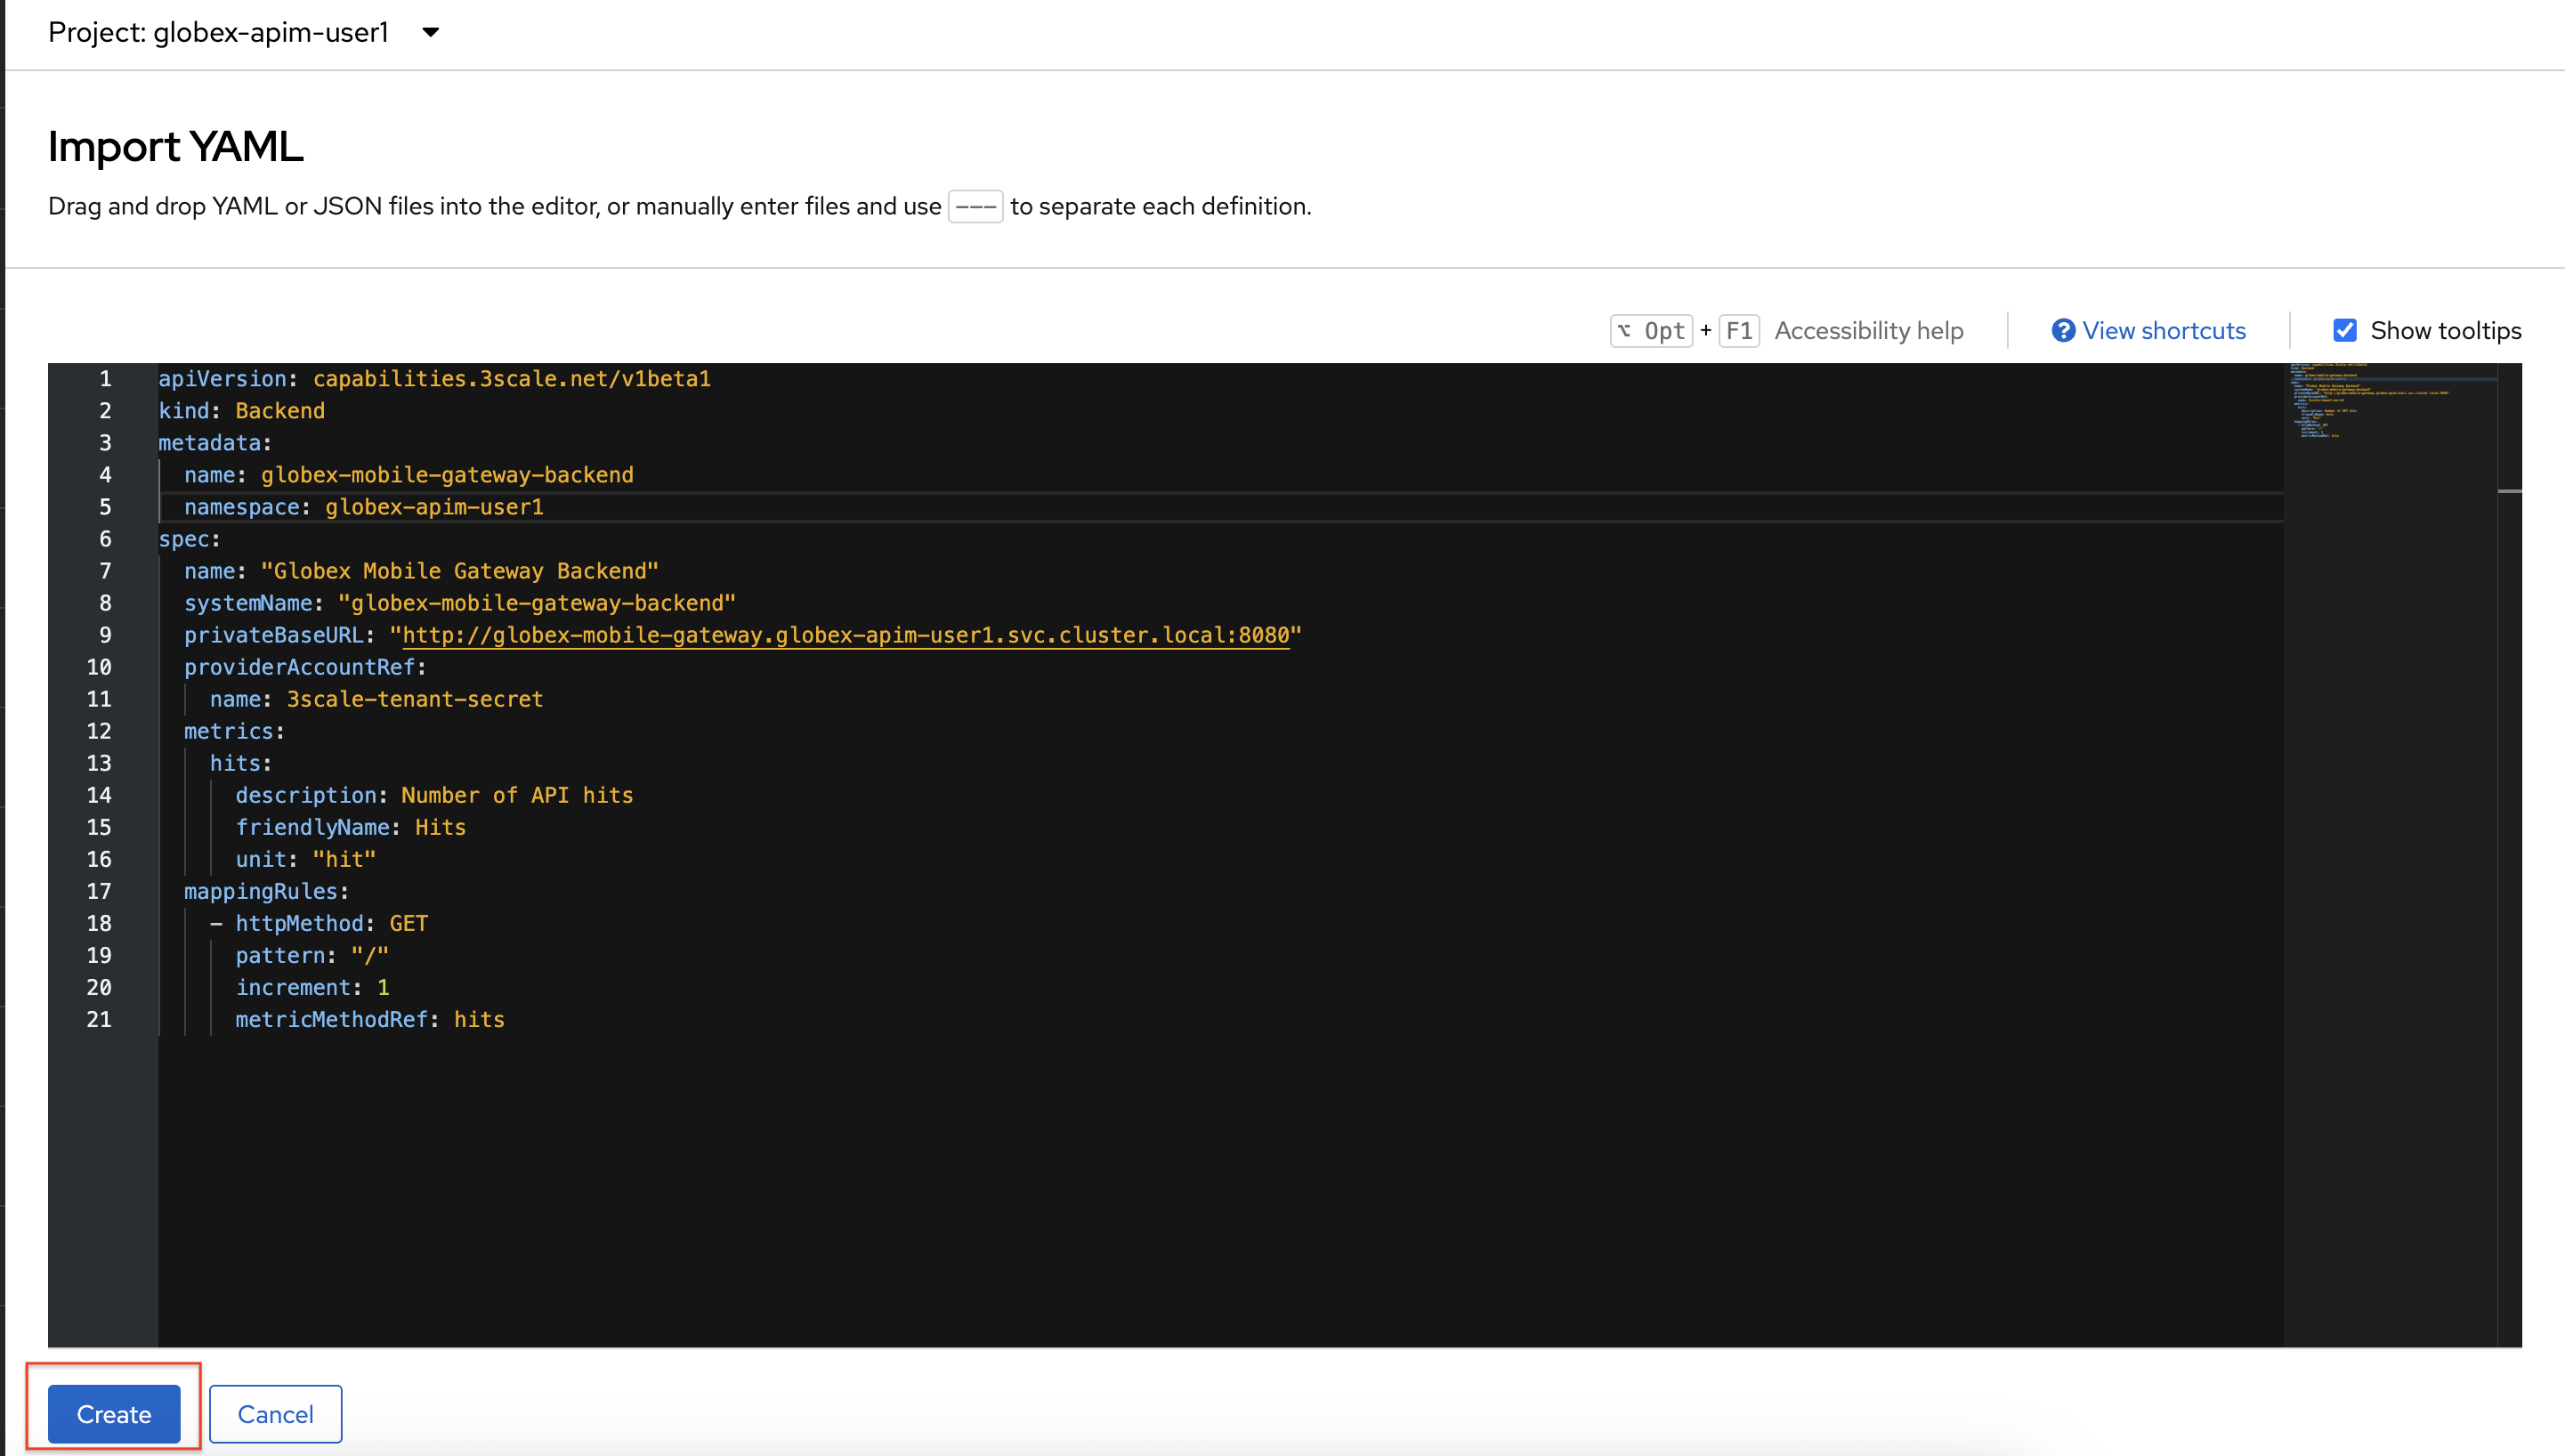 Project: globex-apim-user1
Import YAML
Drag and drop YAML or JSON files into the editor, or manually enter files and use --- to separate each definition.
⌥ Opt + F1 Accessibility help View shortcuts Show tooltips
1 apiVersion: capabilities.3scale.net/v1beta1
2 kind: Backend
3 metadata:
4   name: globex-mobile-gateway-backend
5   namespace: globex-apim-user1
6 spec:
7   name: "Globex Mobile Gateway Backend"
8   systemName: "globex-mobile-gateway-backend"
9   privateBaseURL: "http://globex-mobile-gateway.globex-apim-user1.svc.cluster.local:8080"
10   providerAccountRef:
11     name: 3scale-tenant-secret
12   metrics:
13     hits:
14       description: Number of API hits
15       friendlyName: Hits
16       unit: "hit"
17   mappingRules:
18     - httpMethod: GET
19       pattern: "/"
20       increment: 1
21       metricMethodRef: hits
Create Cancel